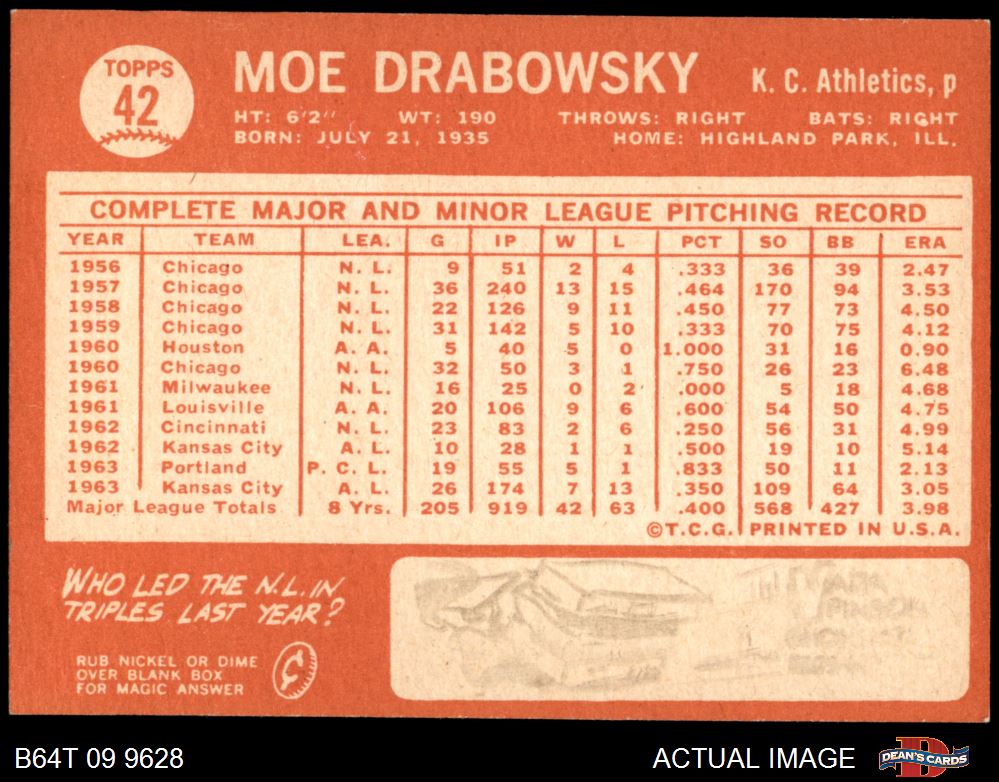 TOPPS
42
MOE DRABOWSKY
K. C. Athletics, p
HT: 6'2" WT: 190 THROWS: RIGHT BATS: RIGHT
BORN: JULY 21, 1935 HOME: HIGHLAND PARK, ILL.
COMPLETE MAJOR AND MINOR LEAGUE PITCHING RECORD
YEAR TEAM LEA. G IP W L PCT SO BB ERA
1956 Chicago N. L. 9 51 2 4 .333 36 39 2.47
1957 Chicago N. L. 36 240 13 15 .464 170 94 3.53
1958 Chicago N. L. 22 126 9 11 .450 77 73 4.50
1959 Chicago N. L. 31 142 5 10 .333 70 75 4.12
1960 Houston A. A. 5 40 5 0 1.000 31 16 0.90
1960 Chicago N. L. 32 50 3 1 .750 26 23 6.48
1961 Milwaukee N. L. 16 25 0 2 .000 5 18 4.68
1961 Louisville A. A. 20 106 9 6 .600 54 50 4.75
1962 Cincinnati N. L. 23 83 2 6 .250 56 31 4.99
1962 Kansas City A. L. 10 28 1 1 .500 19 10 5.14
1963 Portland P. C. L. 19 55 5 1 .833 50 11 2.13
1963 Kansas City A. L. 26 174 7 13 .350 109 64 3.05
Major League Totals 8 Yrs. 205 919 42 63 .400 568 427 3.98
©T.C.G. PRINTED IN U.S.A.
WHO LED THE N.L. IN
TRIPLES LAST YEAR?
RUB NICKEL OR DIME
OVER BLANK BOX
FOR MAGIC ANSWER
B64T 09 9628
ACTUAL IMAGE
DEAN'S CARDS